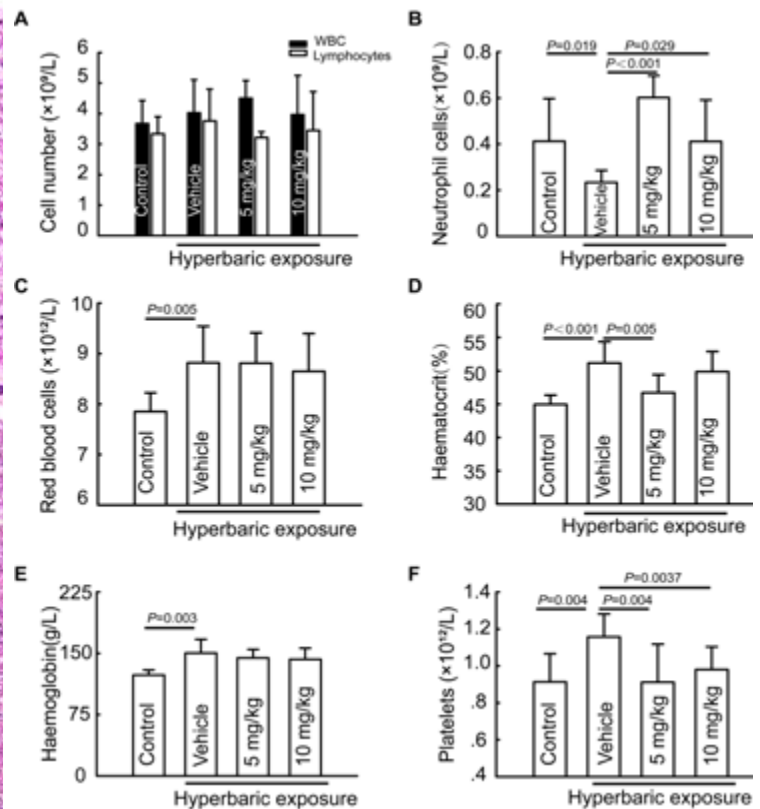 A
WBC
Lymphocytes
Cell number (×10⁹/L)
6
5
4
3
2
1
0
Control
Vehicle
5 mg/kg
10 mg/kg
Hyperbaric exposure
B
Neutrophil cells(×10⁹/L)
0.8
0.6
0.4
0.2
0
P=0.019
P=0.029
P<0.001
Control
Vehicle
5 mg/kg
10 mg/kg
Hyperbaric exposure
C
Red blood cells (×10¹²/L)
10
9
8
8
6
P=0.005
Control
Vehicle
5 mg/kg
10 mg/kg
Hyperbaric exposure
D
Haematocrit(%)
60
55
50
45
40
35
30
P<0.001
P=0.005
Control
Vehicle
5 mg/kg
10 mg/kg
Hyperbaric exposure
E
Haemoglobin(g/L)
225
150
75
0
P=0.003
Control
Vehicle
5 mg/kg
10 mg/kg
Hyperbaric exposure
F
Platelets (×10¹²/L)
1.4
1.2
1.0
.8
.6
.4
P=0.0037
P=0.004
P=0.004
Control
Vehicle
5 mg/kg
10 mg/kg
Hyperbaric exposure